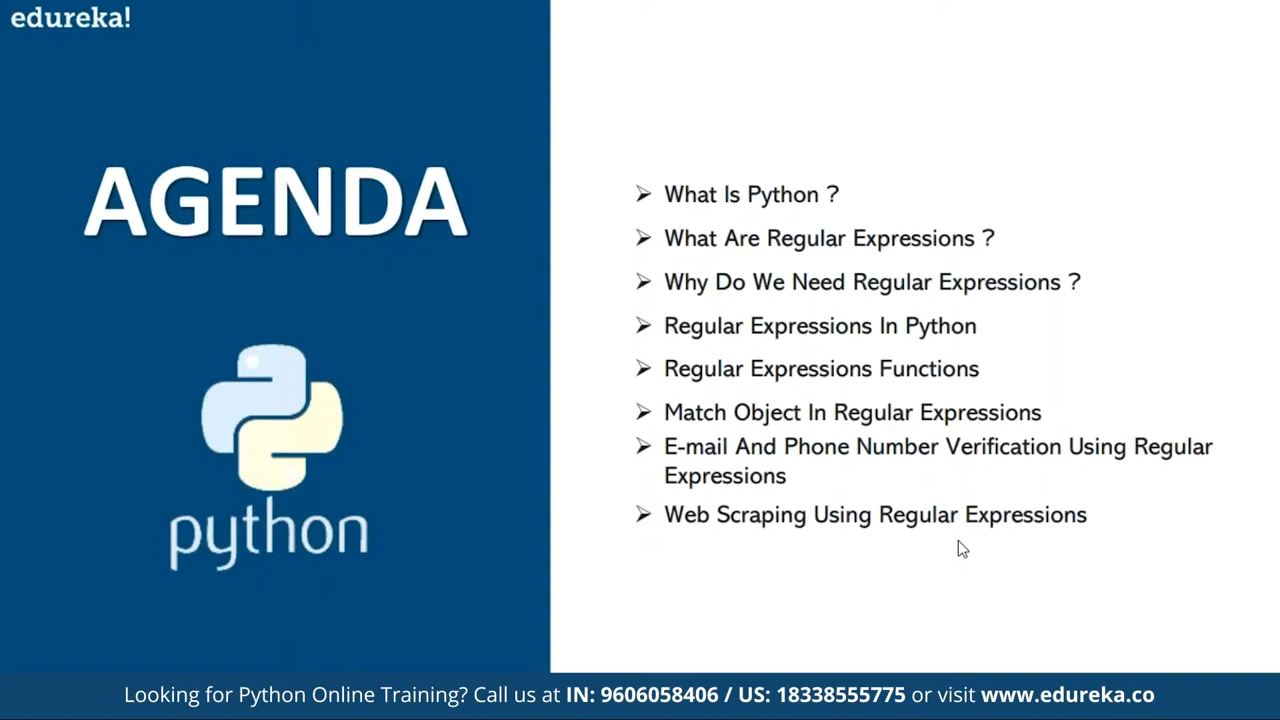 edureka!
AGENDA
python
What Is Python ?
What Are Regular Expressions ?
Why Do We Need Regular Expressions ?
Regular Expressions In Python
Regular Expressions Functions
Match Object In Regular Expressions
E-mail And Phone Number Verification Using Regular
Expressions
Web Scraping Using Regular Expressions
Looking for Python Online Training? Call us at IN: 9606058406 / US: 18338555775 or visit www.edureka.co